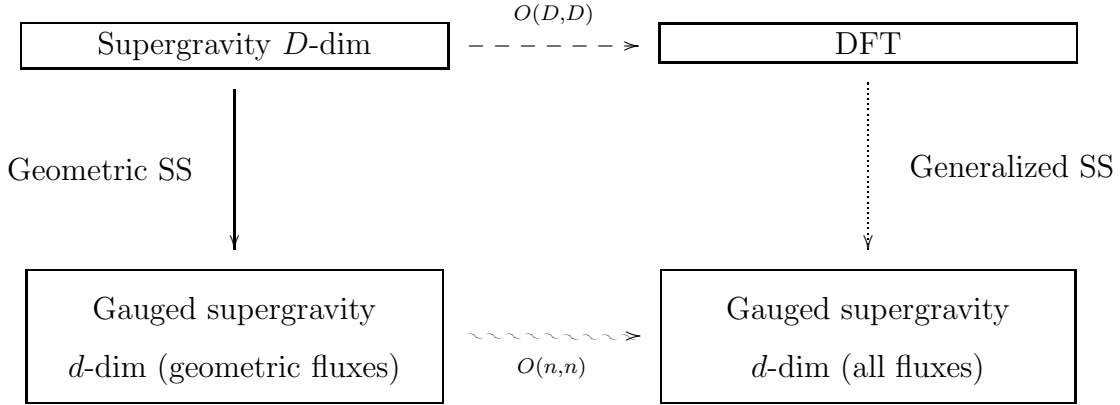 O(D,D)
Supergravity D-dim
DFT
Geometric SS
Generalized SS
Gauged supergravity
d-dim (geometric fluxes)
Gauged supergravity
d-dim (all fluxes)
O(n,n)